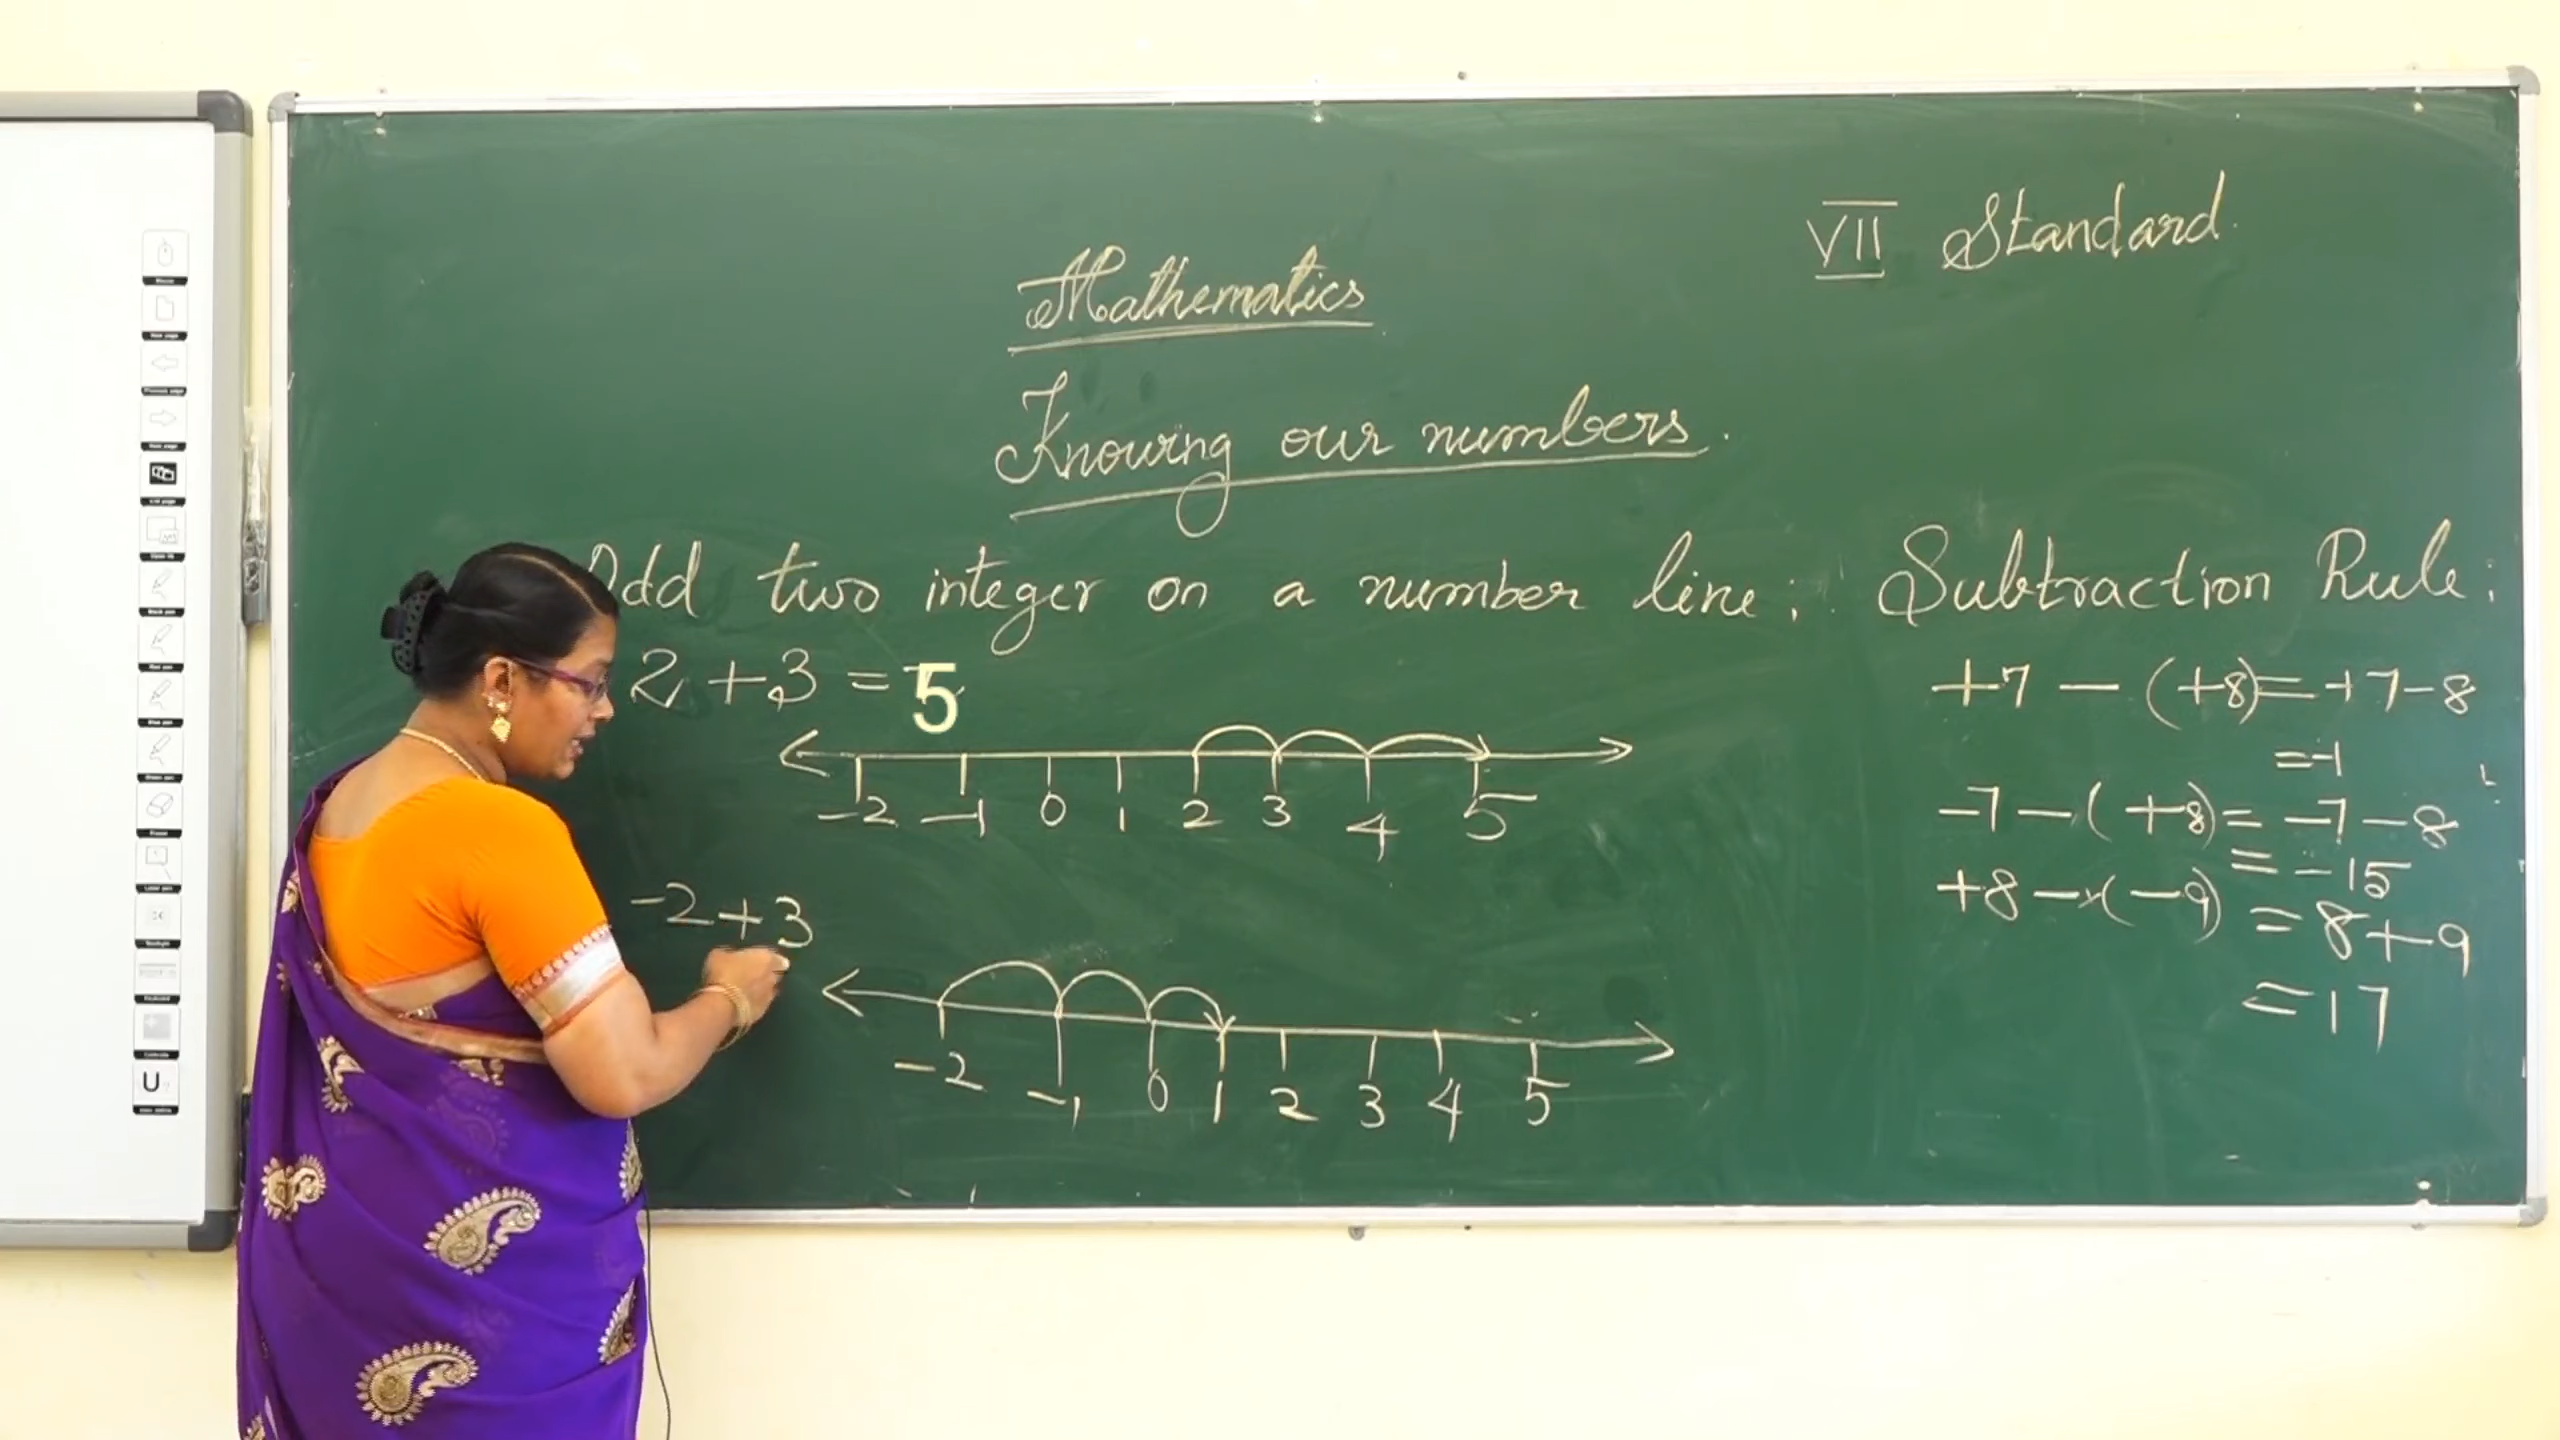 VII Standard.
Mathematics
Knowing our numbers.
Add two integer on a number line:
2 + 3 = 5
-2 -1 0 1 2 3 4 5
-2 + 3
-2 -1 0 1 2 3 4 5
Subtraction Rule:
+7 - (+8) = +7 - 8
= -1
-7 - (+8) = -7 - 8
= -15
+8 - (-9) = 8 + 9
= 17